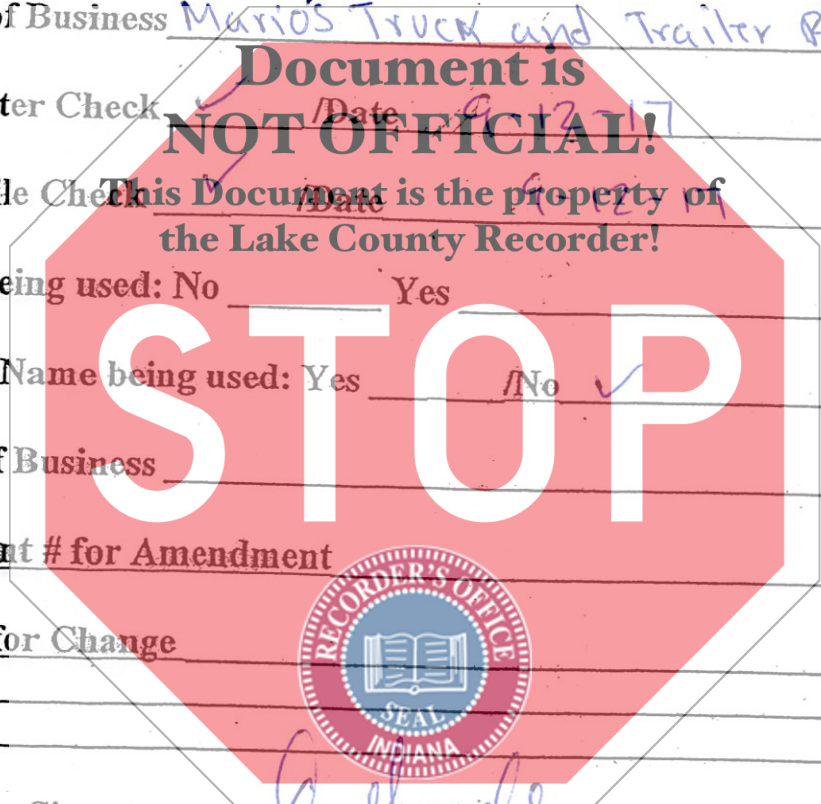 of Business Mario's Truck and Trailer R
Document is
ter Check ✓ /Date 9-12-17
NOT OFFICIAL!
le Check ✓ /Date 9-12-17
This Document is the property of
the Lake County Recorder!
eing used: No Yes
STOP
Name being used: Yes /No ✓
f Business
nt # for Amendment
RECORDER'S OFFICE
for Change
SEAL
INDIANA